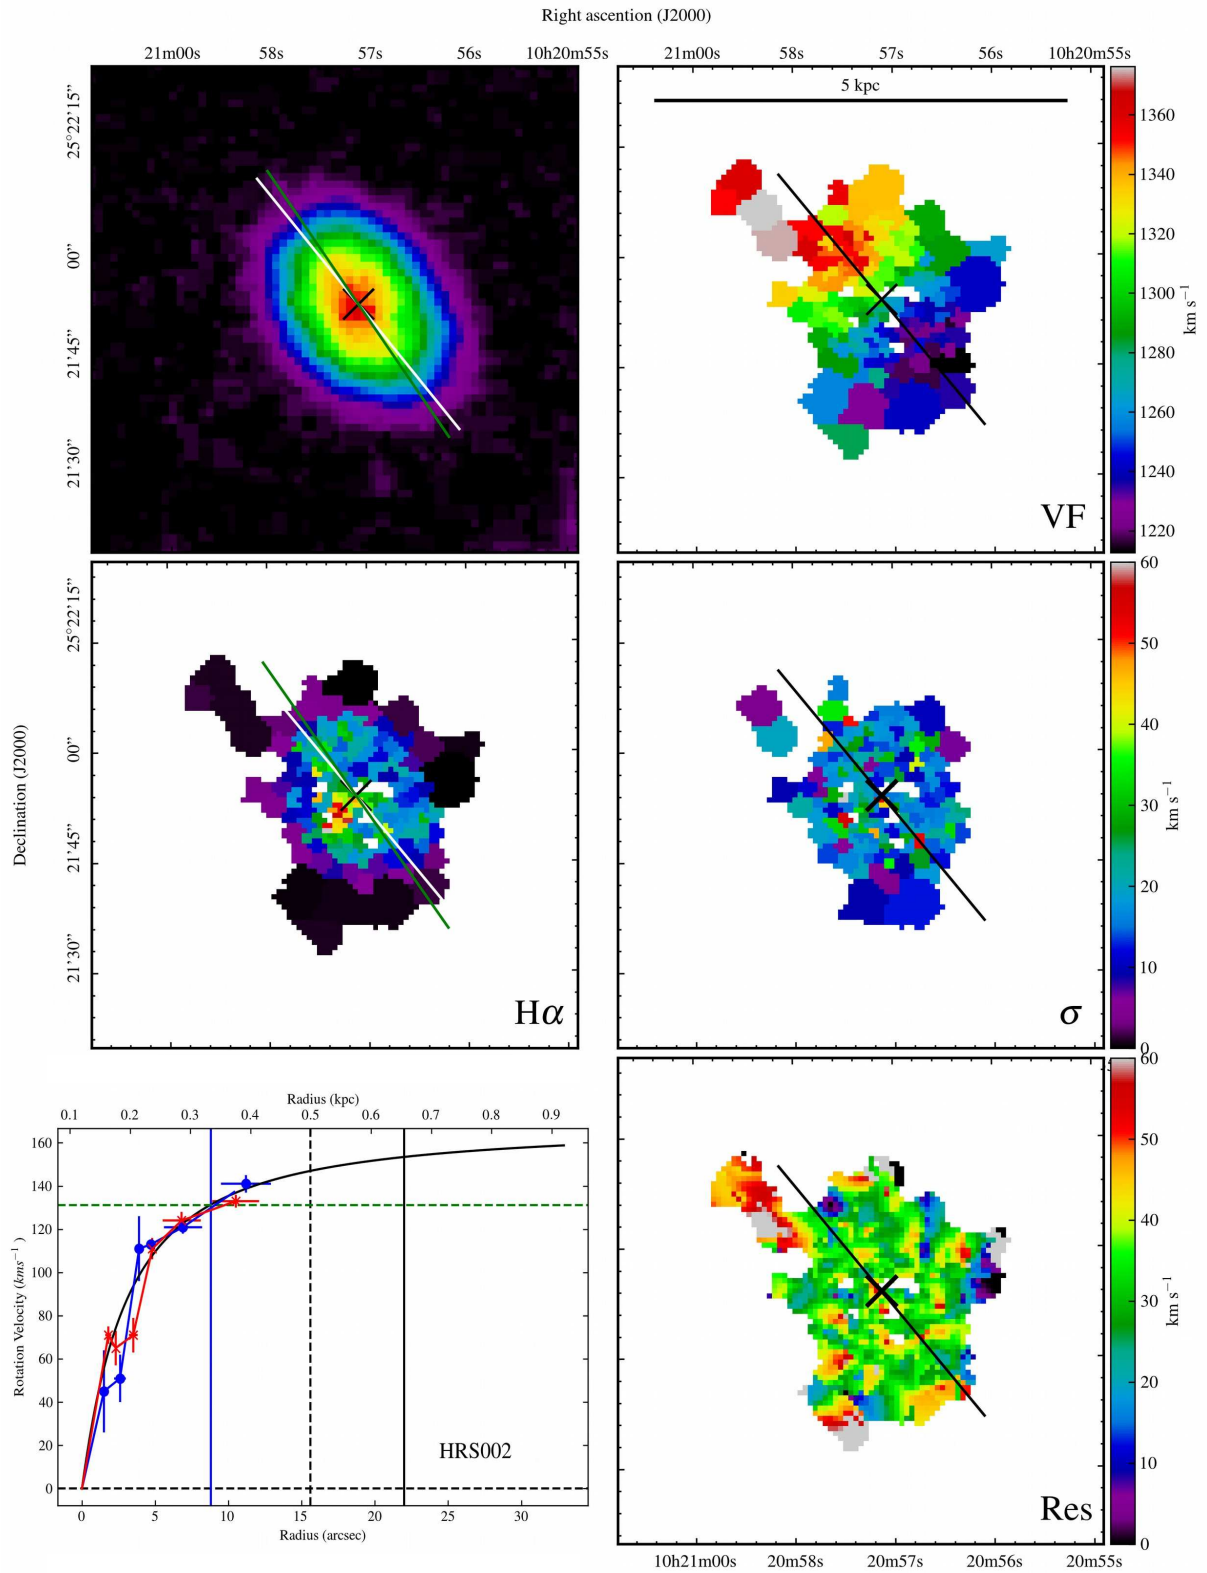 Right ascention (J2000)
21m00s 58s 57s 56s 10h20m55s
21m00s 58s 57s 56s 10h20m55s
25°22'15”
00”
21'45”
21'30”
5 kpc
VF
1360
1340
1320
1300
1280
1260
1240
1220
km s⁻¹
Declination (J2000)
25°22'15”
00”
21'45”
21'30”
Hα
σ
60
50
40
30
20
10
0
km s⁻¹
Radius (kpc)
0.1 0.2 0.3 0.4 0.5 0.6 0.7 0.8 0.9
Rotation Velocity (kms⁻¹ )
160
140
120
100
80
60
40
20
0
HRS002
0 5 10 15 20 25 30
Radius (arcsec)
Res
60
50
40
30
20
10
0
km s⁻¹
10h21m00s 20m58s 20m57s 20m56s 20m55s